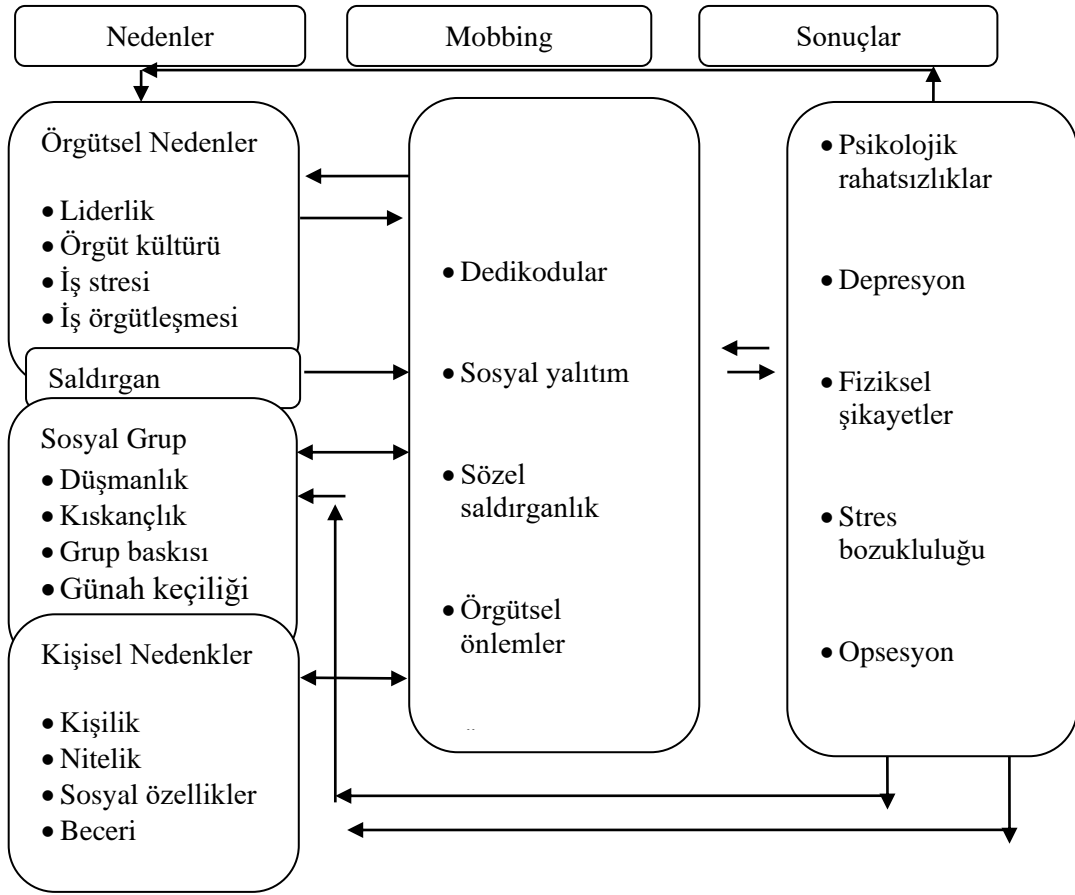 Nedenler
Mobbing
Sonuçlar
Örgütsel Nedenler
• Liderlik
• Örgüt kültürü
• İş stresi
• İş örgütleşmesi
Saldırgan
Sosyal Grup
• Düşmanlık
• Kıskançlık
• Grup baskısı
• Günah keçiliği
Kişisel Nedenkler
• Kişilik
• Nitelik
• Sosyal özellikler
• Beceri
• Dedikodular
• Sosyal yalıtım
• Sözel
saldırganlık
• Örgütsel
önlemler
• Psikolojik
rahatsızlıklar
• Depresyon
• Fiziksel
şikayetler
• Stres
bozukluluğu
• Opsesyon